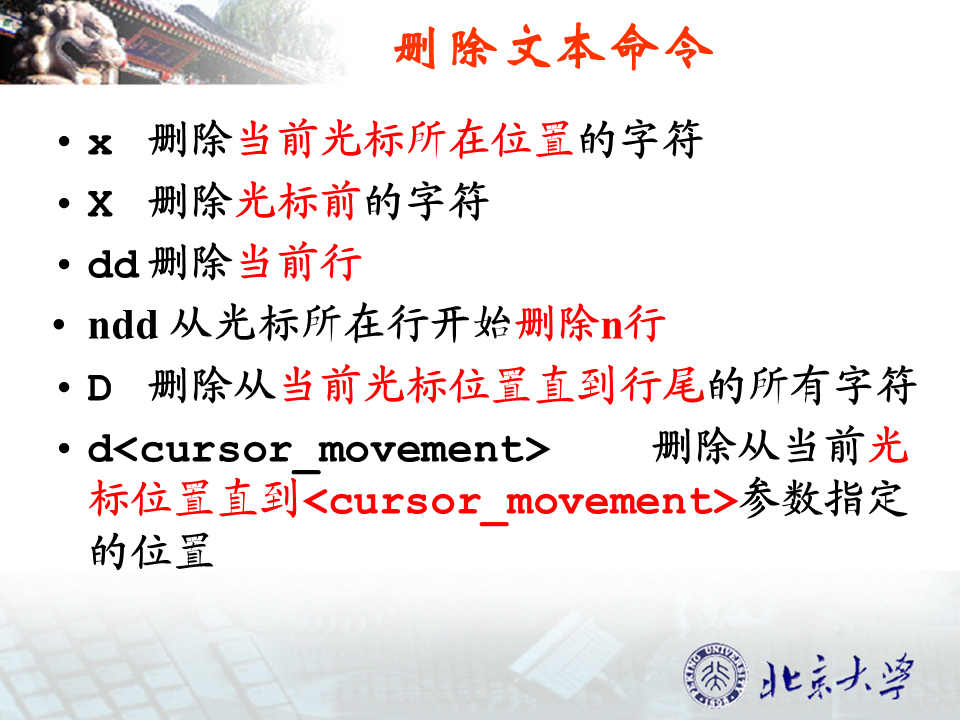 删除文本命令
• x 删除当前光标所在位置的字符
• X 删除光标前的字符
• dd 删除当前行
• ndd 从光标所在行开始删除n行
• D 删除从当前光标位置直到行尾的所有字符
• d<cursor_movement> 删除从当前光
标位置直到<cursor_movement>参数指定
的位置
PEKING UNIVERSITY
1898
北京大学